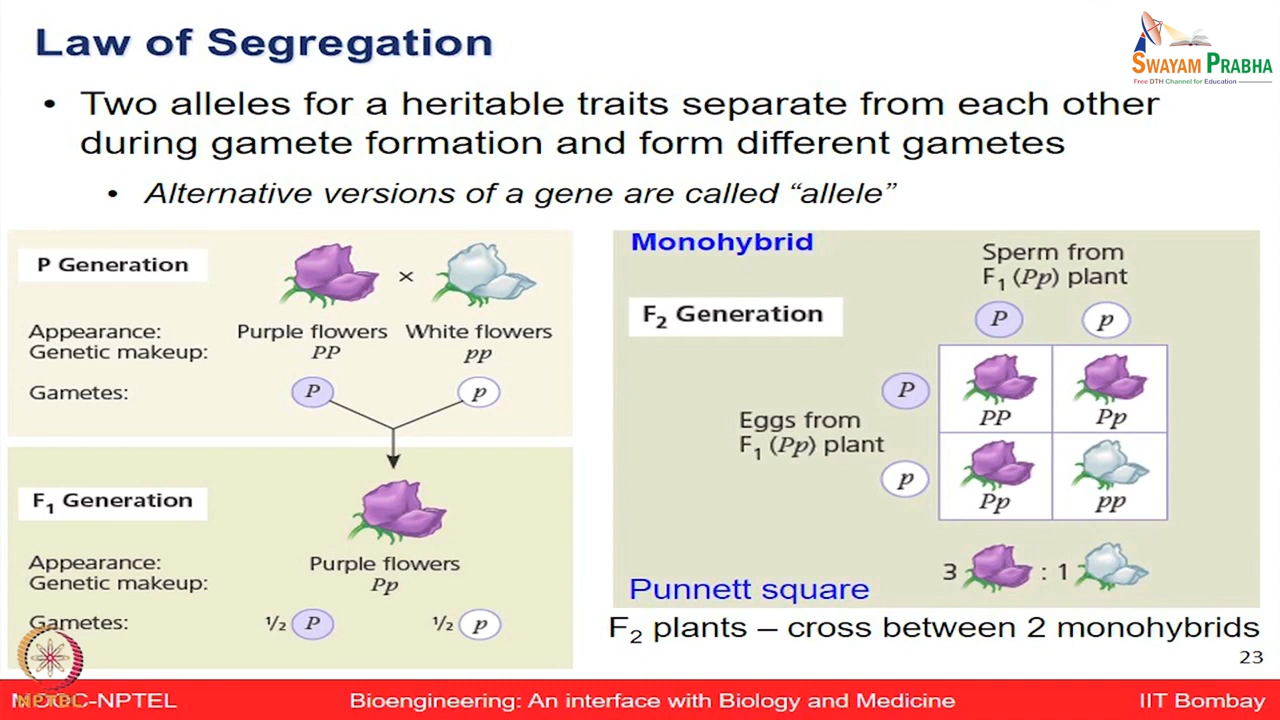 Law of Segregation
SWAYAM PRABHA
Free DTH Channel for Education
• Two alleles for a heritable traits separate from each other
during gamete formation and form different gametes
• Alternative versions of a gene are called “allele”
P Generation
×
Appearance: Purple flowers White flowers
Genetic makeup: PP pp
Gametes: P p
F₁ Generation
Appearance: Purple flowers
Genetic makeup: Pp
Gametes: ½ P ½ p
Monohybrid
Sperm from
F₁ (Pp) plant
F₂ Generation
P p
P
PP Pp
Eggs from
F₁ (Pp) plant
p
Pp pp
3 : 1
Punnett square
F₂ plants – cross between 2 monohybrids
23
NPTEL
MOOC-NPTEL Bioengineering: An interface with Biology and Medicine IIT Bombay